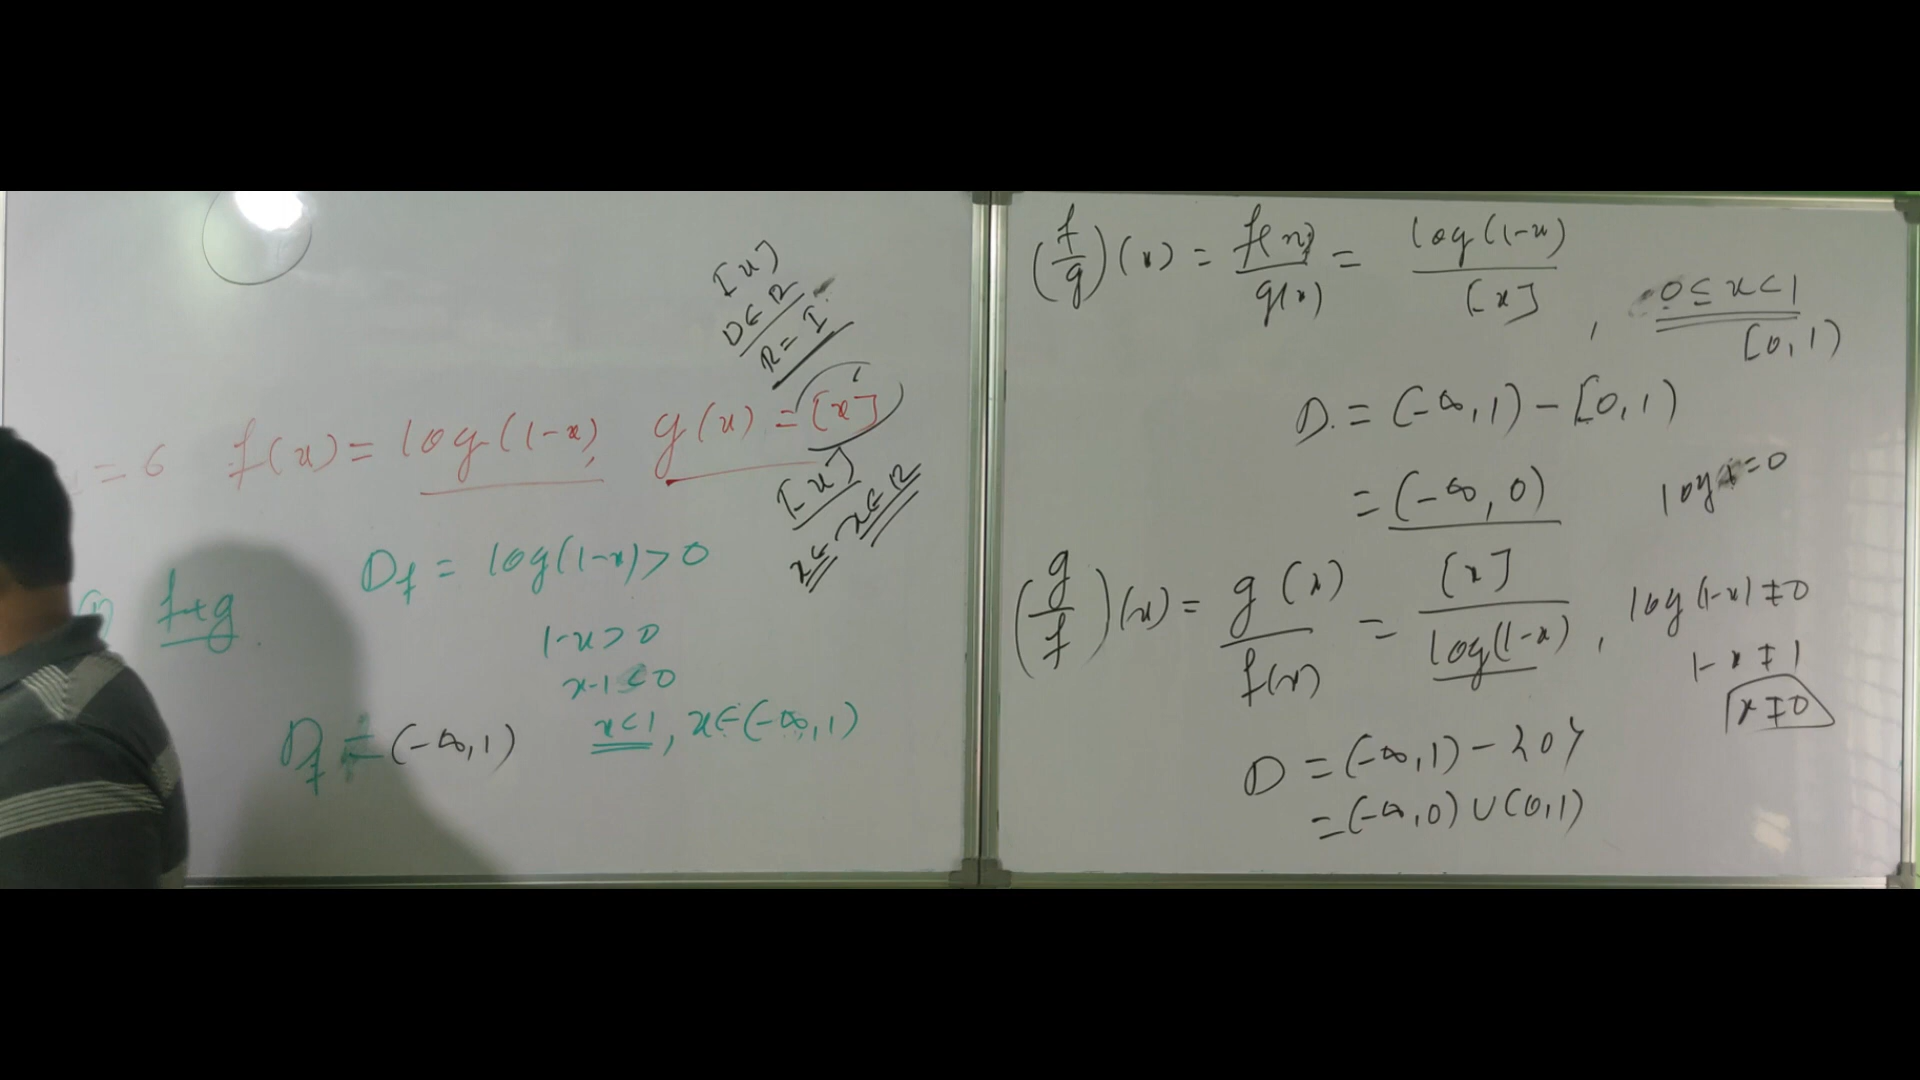 [x]
D ∈ R
R = I
= 6 f(x) = log(1-x), g(x) = [x]
[x]
x ∈ x ∈ R
Df = log(1-x) > 0
f+g
1-x > 0
x-1 < 0
Df = (-∞, 1) x < 1, x ∈ (-∞, 1)
(f/g)(x) = f(x)/g(x) = log(1-x)/[x], 0 ≤ x < 1
[0, 1)
D = (-∞, 1) - [0, 1)
= (-∞, 0)
log 1 = 0
(g/f)(x) = g(x)/f(x) = [x]/log(1-x), log(1-x) ≠ 0
1-x ≠ 1
x ≠ 0
D = (-∞, 1) - {0}
= (-∞, 0) ∪ (0, 1)